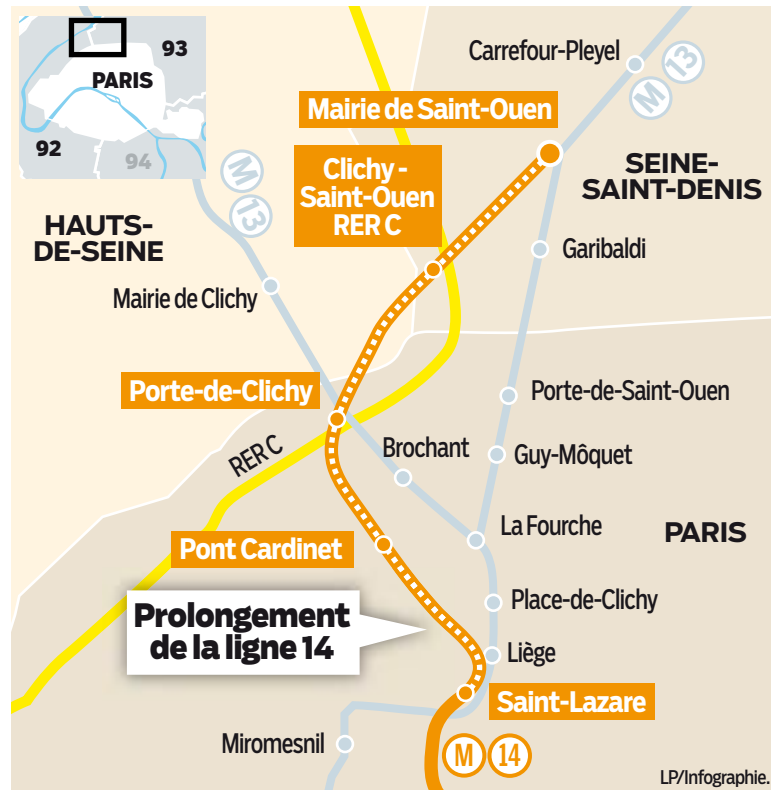 93
PARIS
92
94
Carrefour-Pleyel
M 13
Mairie de Saint-Ouen
Clichy -
Saint-Ouen
RER C
SEINE-
SAINT-DENIS
M
13
HAUTS-
DE-SEINE
Garibaldi
Mairie de Clichy
Porte-de-Clichy
Porte-de-Saint-Ouen
RER C
Brochant
Guy-Môquet
La Fourche
PARIS
Pont Cardinet
Place-de-Clichy
Prolongement
de la ligne 14
Liège
Saint-Lazare
Miromesnil
M 14
LP/Infographie.